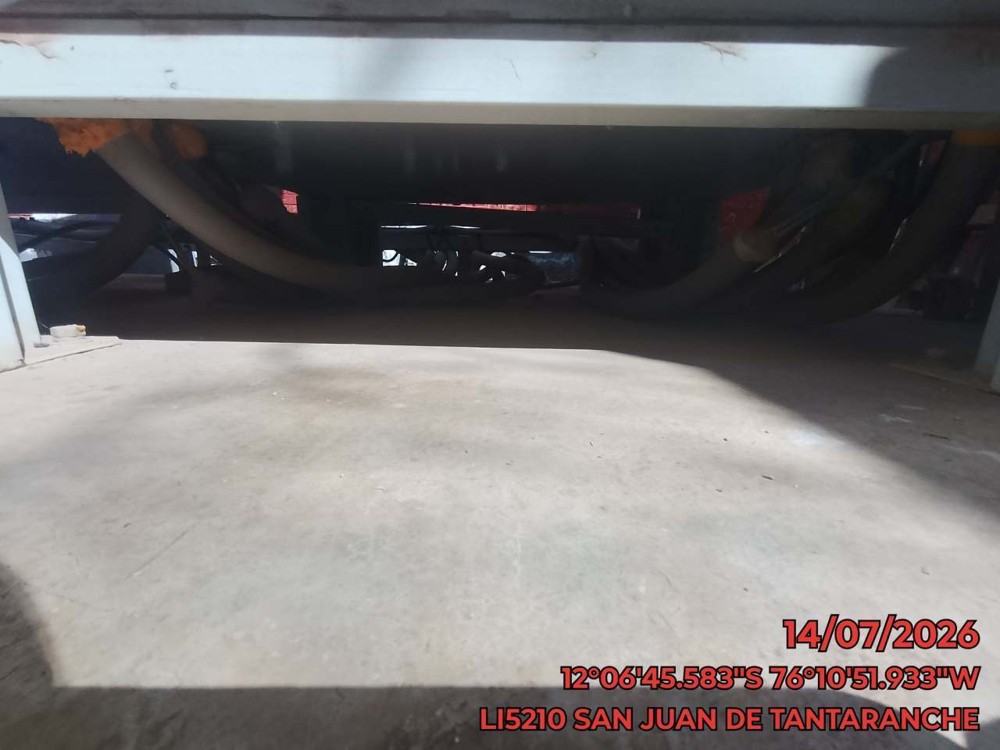 14/07/2026
12°06'45.583"S 76°10'51.933"W
LI5210 SAN JUAN DE TANTARANCHE